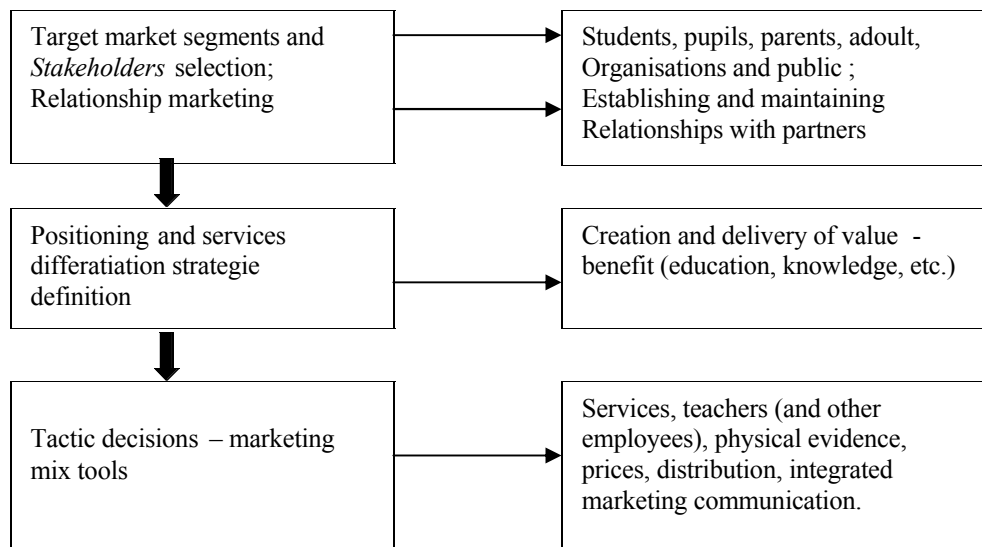 Target market segments and
Stakeholders selection;
Relationship marketing
Students, pupils, parents, adoult,
Organisations and public ;
Establishing and maintaining
Relationships with partners
Positioning and services
differatiation strategie
definition
Creation and delivery of value -
benefit (education, knowledge, etc.)
Tactic decisions – marketing
mix tools
Services, teachers (and other
employees), physical evidence,
prices, distribution, integrated
marketing communication.